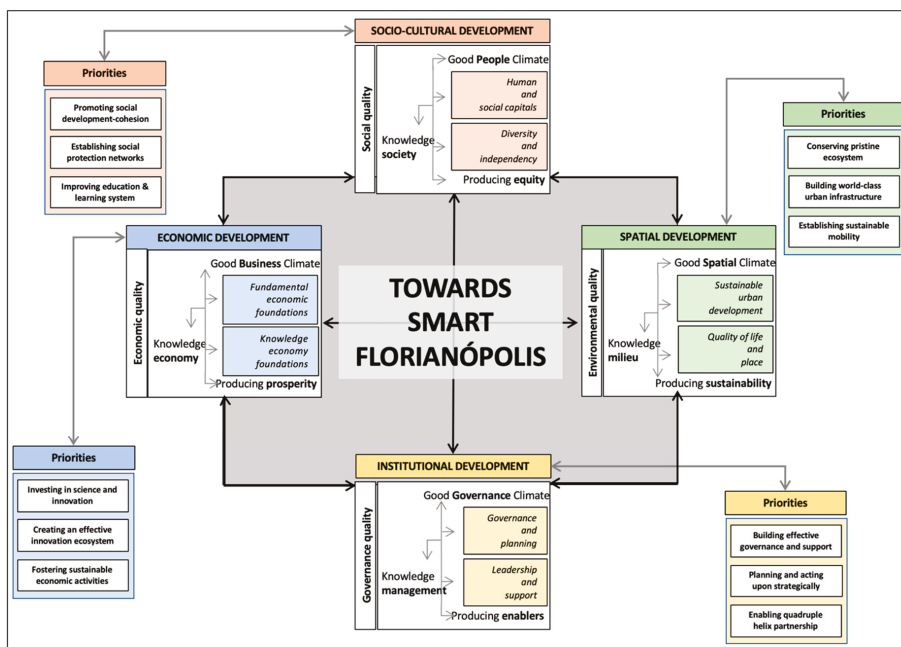 SOCIO-CULTURAL DEVELOPMENT
Social quality
Good People Climate
Human
and
social capitals
Knowledge
society
Diversity
and
independency
Producing equity
Priorities
Promoting social
development-cohesion
Establishing social
protection networks
Improving education &
learning system
Priorities
Conserving pristine
ecosystem
Building world-class
urban infrastructure
Establishing sustainable
mobility
ECONOMIC DEVELOPMENT
Economic quality
Good Business Climate
Fundamental
economic
foundations
Knowledge
economy
Knowledge
economy
foundations
Producing prosperity
TOWARDS
SMART
FLORIANÓPOLIS
SPATIAL DEVELOPMENT
Environmental quality
Good Spatial Climate
Sustainable
urban
development
Knowledge
milieu
Quality of life
and
place
Producing sustainability
Priorities
Investing in science and
innovation
Creating an effective
innovation ecosystem
Fostering sustainable
economic activities
INSTITUTIONAL DEVELOPMENT
Governance quality
Good Governance Climate
Governance
and
planning
Knowledge
management
Leadership
and
support
Producing enablers
Priorities
Building effective
governance and support
Planning and acting
upon strategically
Enabling quadruple
helix partnership